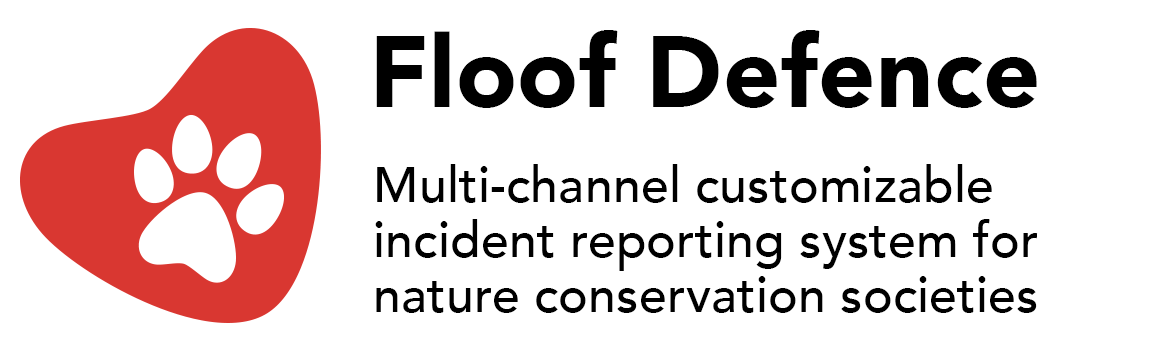 Floof Defence
Multi-channel customizable
incident reporting system for
nature conservation societies